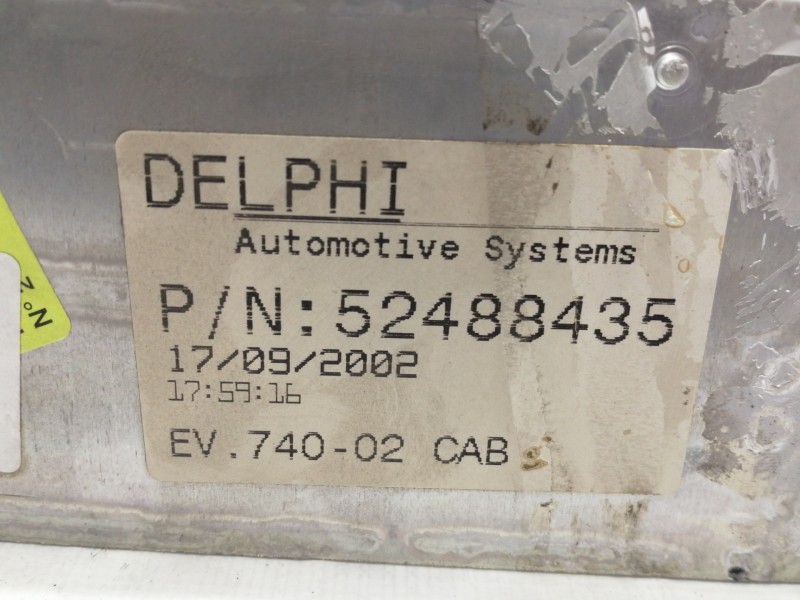 DELPHI
Automotive Systems
P/N:52488435
17/09/2002
17:59:16
EV.740-02 CAB
N°